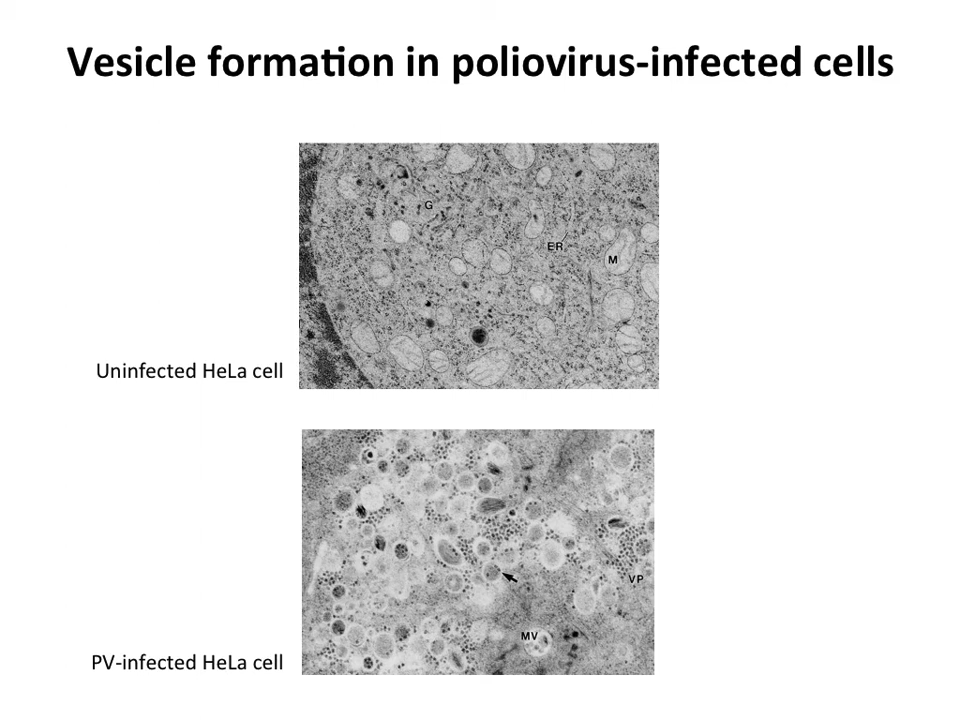 Vesicle formation in poliovirus-infected cells
G
ER
M
Uninfected HeLa cell
VP
MV
PV-infected HeLa cell